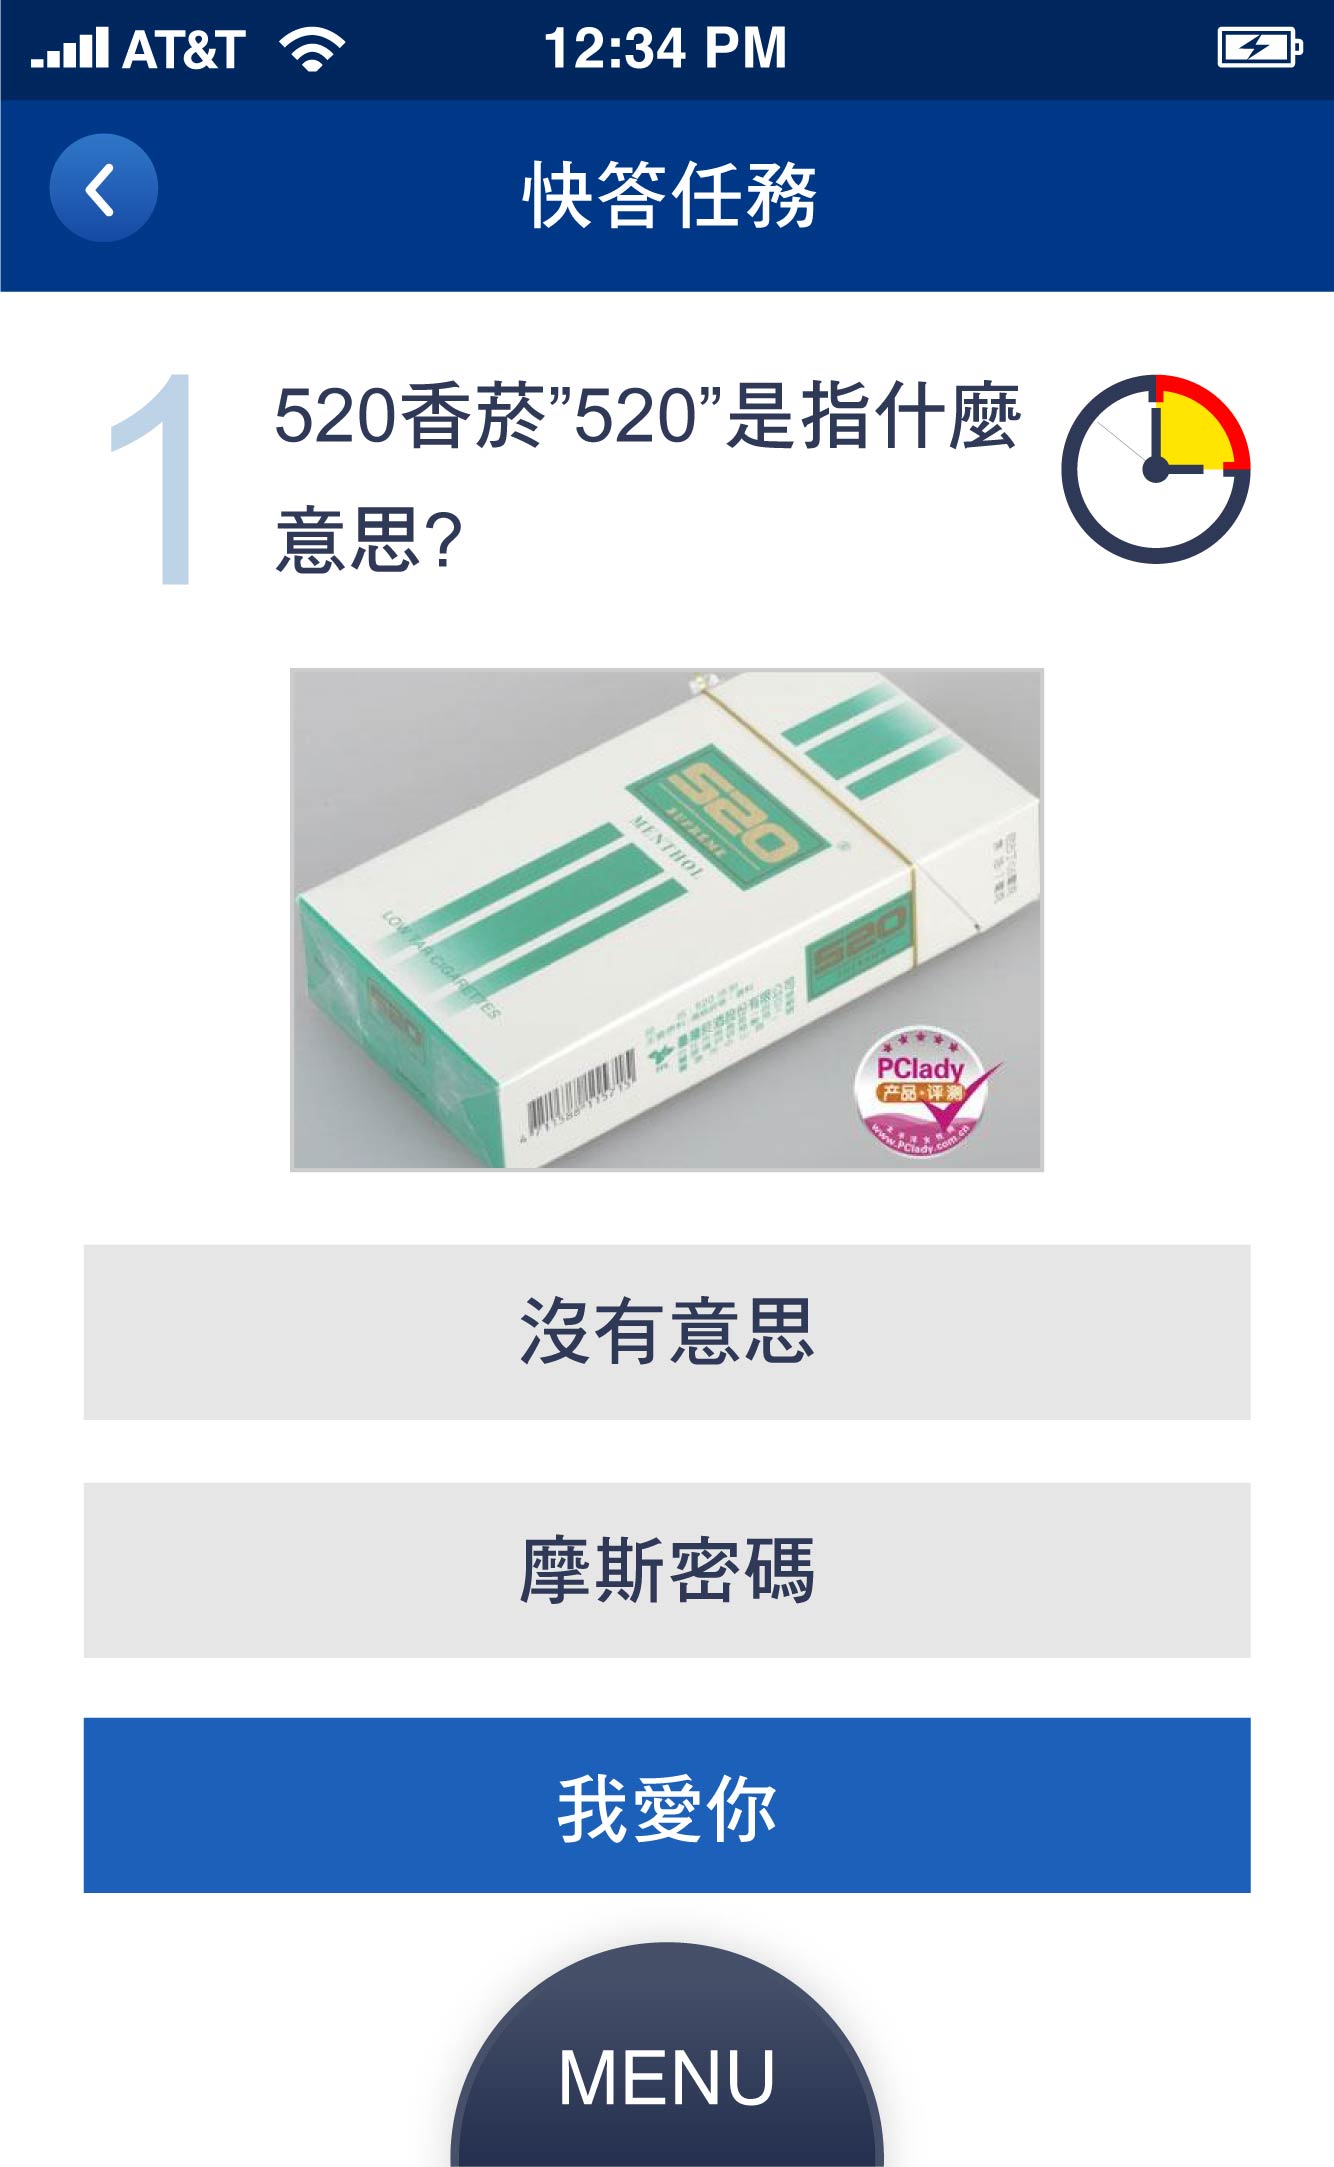 AT&T
12:34 PM
快答任務
1
520香菸”520”是指什麼
意思?
520
SUPREME
MENTHOL
LOW TAR CIGARETTES
520
PClady
产品·评测
www.PClady.com.cn
沒有意思
摩斯密碼
我愛你
MENU